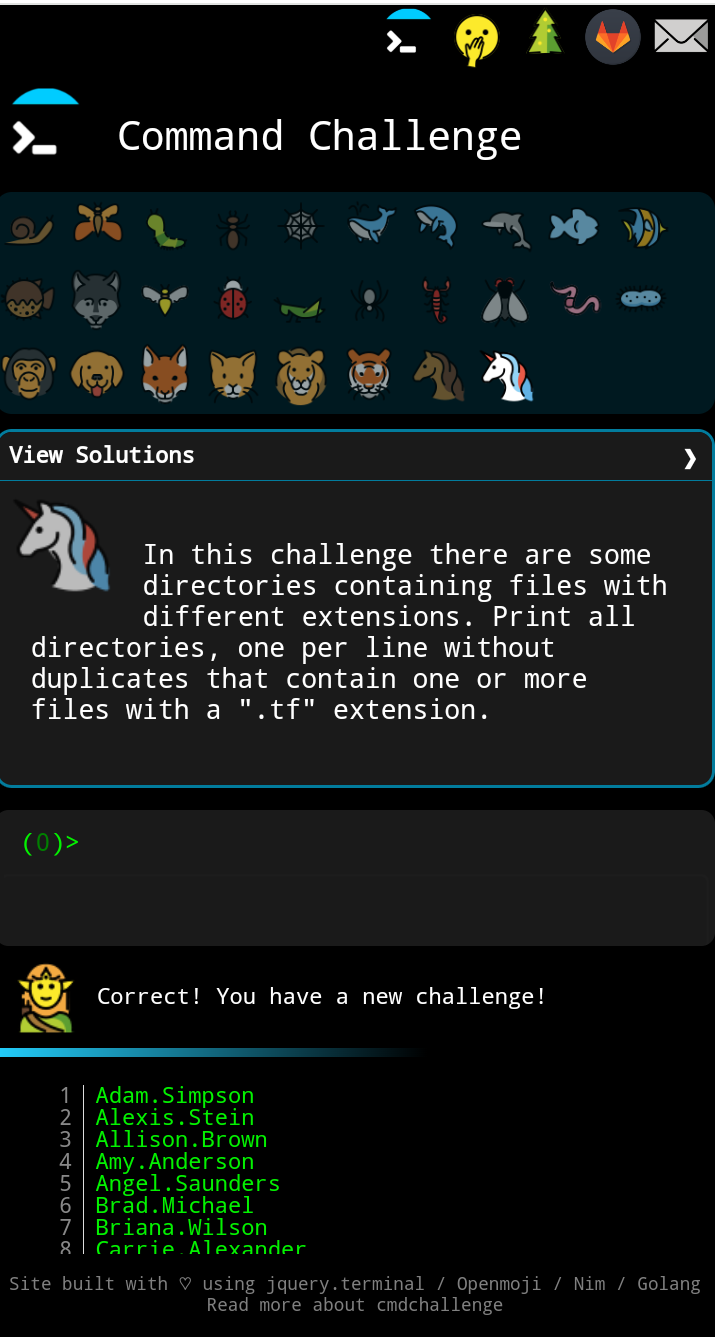 Command Challenge
View Solutions ❯
In this challenge there are some
directories containing files with
different extensions. Print all
directories, one per line without
duplicates that contain one or more
files with a ".tf" extension.
(0)>
Correct! You have a new challenge!
1 Adam.Simpson
2 Alexis.Stein
3 Allison.Brown
4 Amy.Anderson
5 Angel.Saunders
6 Brad.Michael
7 Briana.Wilson
8 Carrie.Alexander
Site built with ♡ using jquery.terminal / Openmoji / Nim / Golang
Read more about cmdchallenge